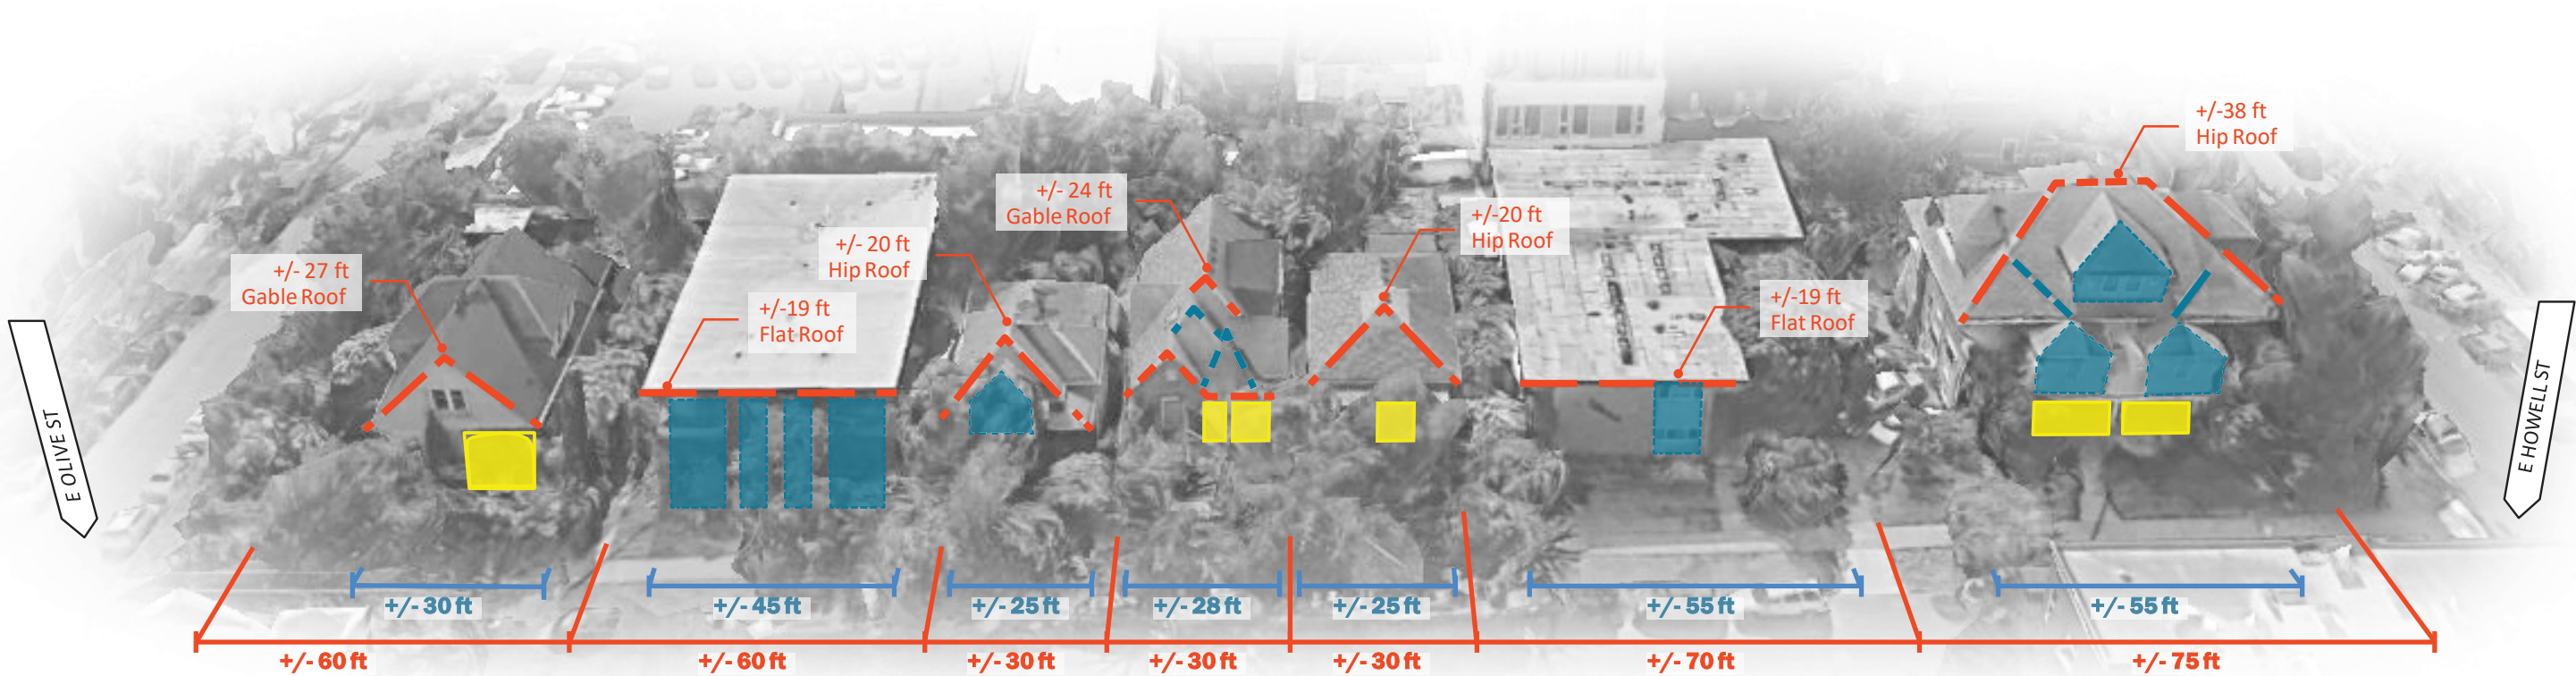 +/-38 ft
Hip Roof
+/- 24 ft
Gable Roof
+/-20 ft
Hip Roof
+/- 20 ft
Hip Roof
+/- 27 ft
Gable Roof
+/-19 ft
Flat Roof
+/-19 ft
Flat Roof
E OLIVE ST
E HOWELL ST
+/- 30 ft
+/- 45 ft
+/- 25 ft
+/- 28 ft
+/- 25 ft
+/- 55 ft
+/- 55 ft
+/- 60 ft
+/- 60 ft
+/- 30 ft
+/- 30 ft
+/- 30 ft
+/- 70 ft
+/- 75 ft